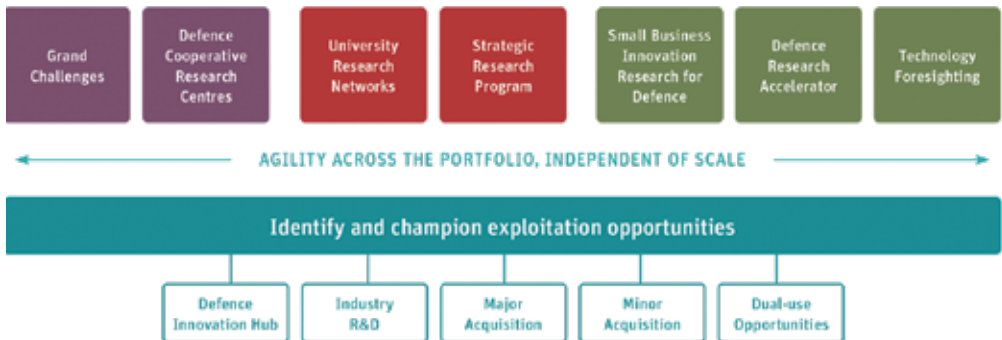 Grand
Challenges
Defence
Cooperative
Research
Centres
University
Research
Networks
Strategic
Research
Program
Small Business
Innovation
Research for
Defence
Defence
Research
Accelerator
Technology
Foresighting
AGILITY ACROSS THE PORTFOLIO, INDEPENDENT OF SCALE
Identify and champion exploitation opportunities
Defence
Innovation Hub
Industry
R&D
Major
Acquisition
Minor
Acquisition
Dual-use
Opportunities